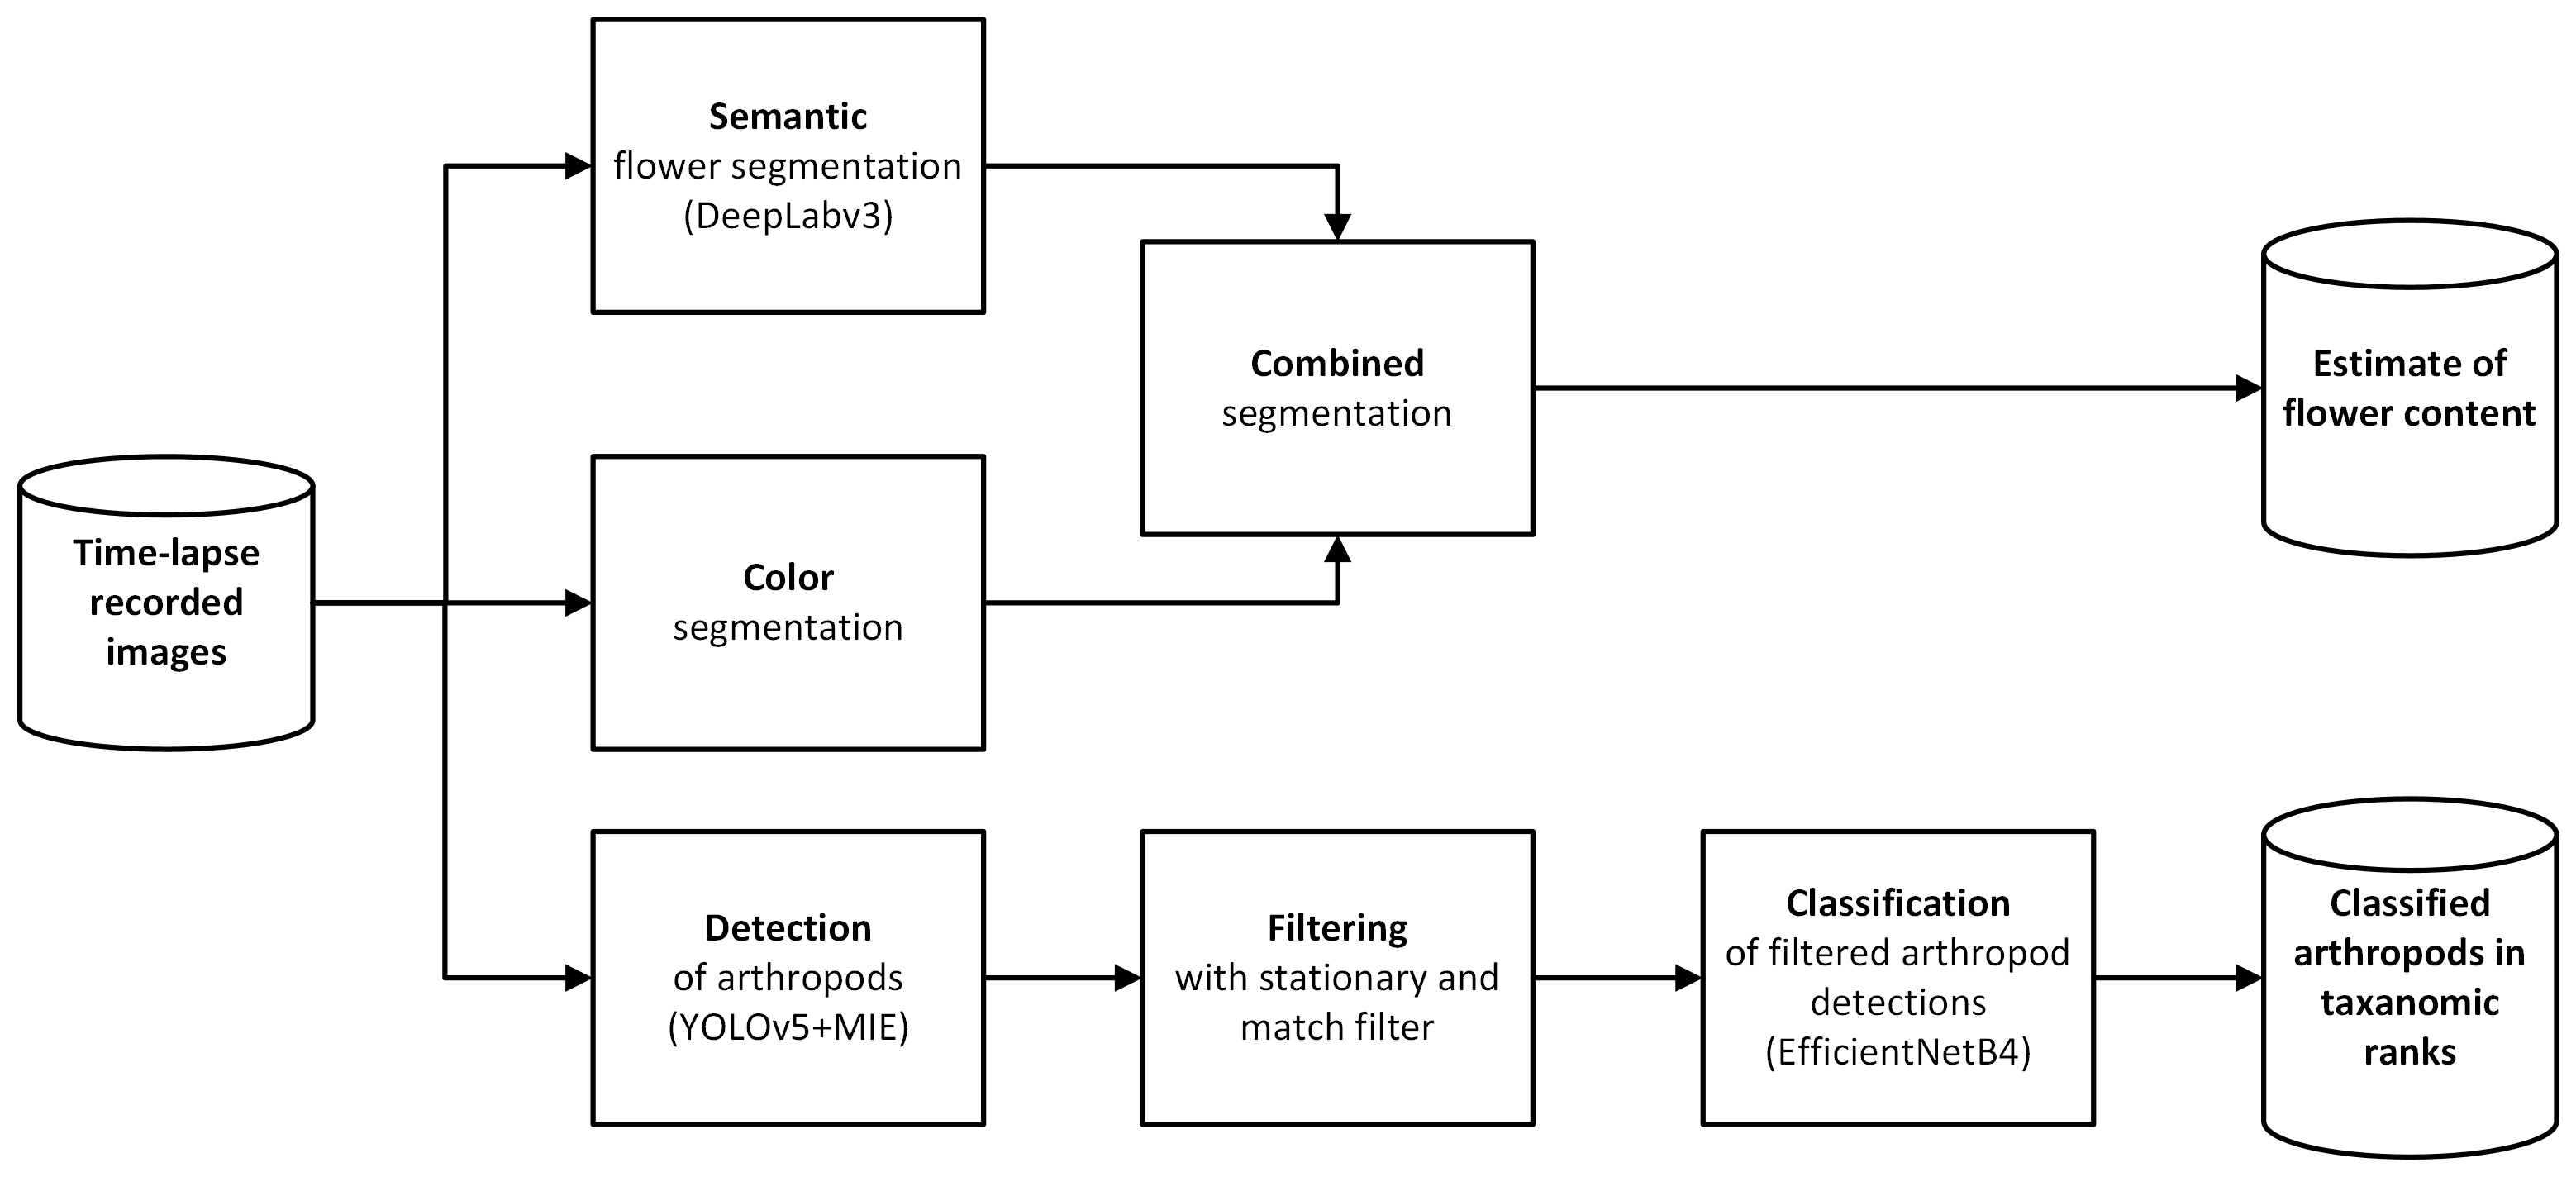 Semantic
flower segmentation
(DeepLabv3)
Combined
segmentation
Estimate of
flower content
Time-lapse
recorded
images
Color
segmentation
Detection
of arthropods
(YOLOv5+MIE)
Filtering
with stationary and
match filter
Classification
of filtered arthropod
detections
(EfficientNetB4)
Classified
arthropods in
taxanomic
ranks